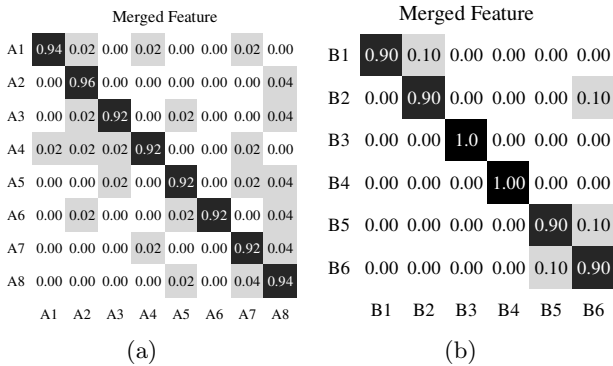 Merged Feature
A1 0.94 0.02 0.00 0.02 0.00 0.00 0.02 0.00
A2 0.00 0.96 0.00 0.00 0.00 0.00 0.00 0.04
A3 0.00 0.02 0.92 0.00 0.02 0.00 0.00 0.04
A4 0.02 0.02 0.02 0.92 0.00 0.00 0.02 0.00
A5 0.00 0.00 0.02 0.00 0.92 0.00 0.02 0.04
A6 0.00 0.02 0.00 0.00 0.02 0.92 0.00 0.04
A7 0.00 0.00 0.00 0.02 0.00 0.00 0.92 0.04
A8 0.00 0.00 0.00 0.00 0.02 0.00 0.04 0.94
A1 A2 A3 A4 A5 A6 A7 A8
(a)
Merged Feature
B1 0.90 0.10 0.00 0.00 0.00 0.00
B2 0.00 0.90 0.00 0.00 0.00 0.10
B3 0.00 0.00 1.0 0.00 0.00 0.00
B4 0.00 0.00 0.00 1.00 0.00 0.00
B5 0.00 0.00 0.00 0.00 0.90 0.10
B6 0.00 0.00 0.00 0.00 0.10 0.90
B1 B2 B3 B4 B5 B6
(b)